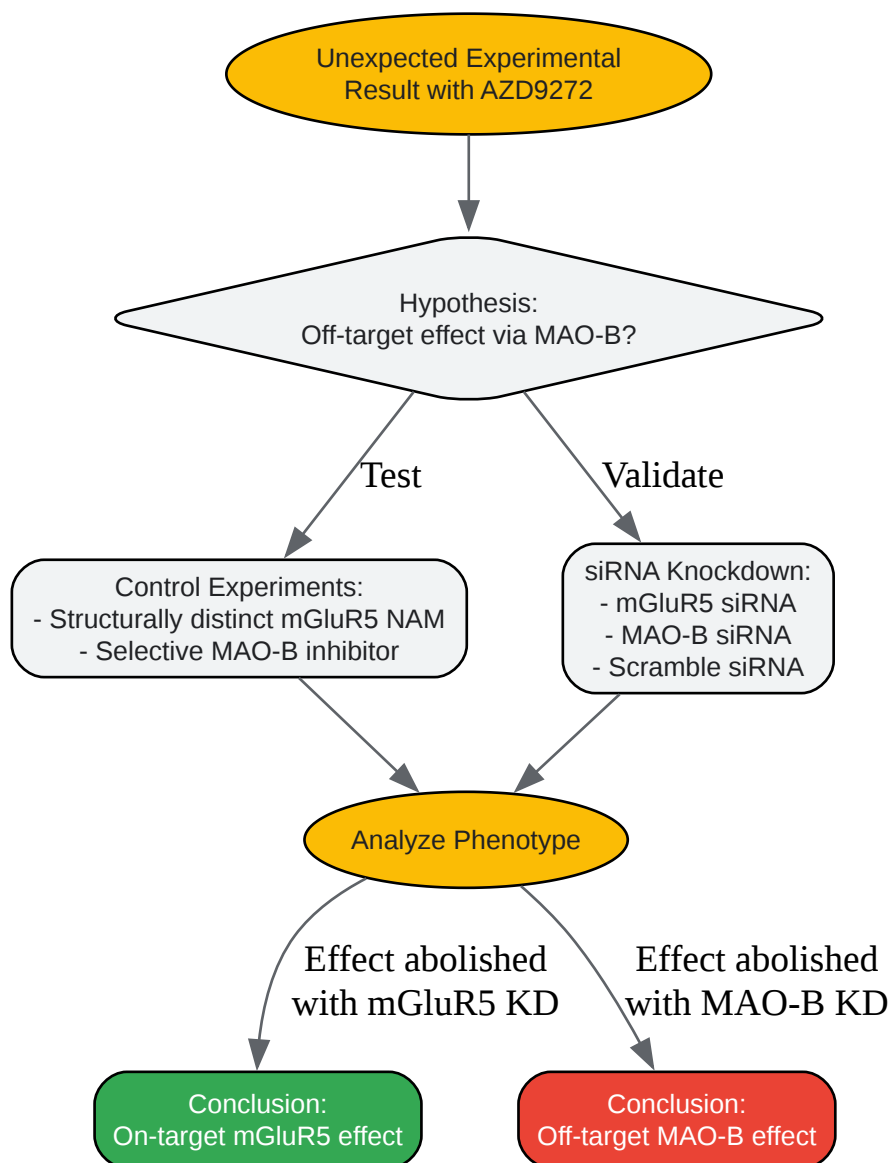 Unexpected Experimental
Result with AZD9272
Hypothesis:
Off-target effect via MAO-B?
Test
Validate
Control Experiments:
- Structurally distinct mGluR5 NAM
- Selective MAO-B inhibitor
siRNA Knockdown:
- mGluR5 siRNA
- MAO-B siRNA
- Scramble siRNA
Analyze Phenotype
Effect abolished
with mGluR5 KD
Effect abolished
with MAO-B KD
Conclusion:
On-target mGluR5 effect
Conclusion:
Off-target MAO-B effect